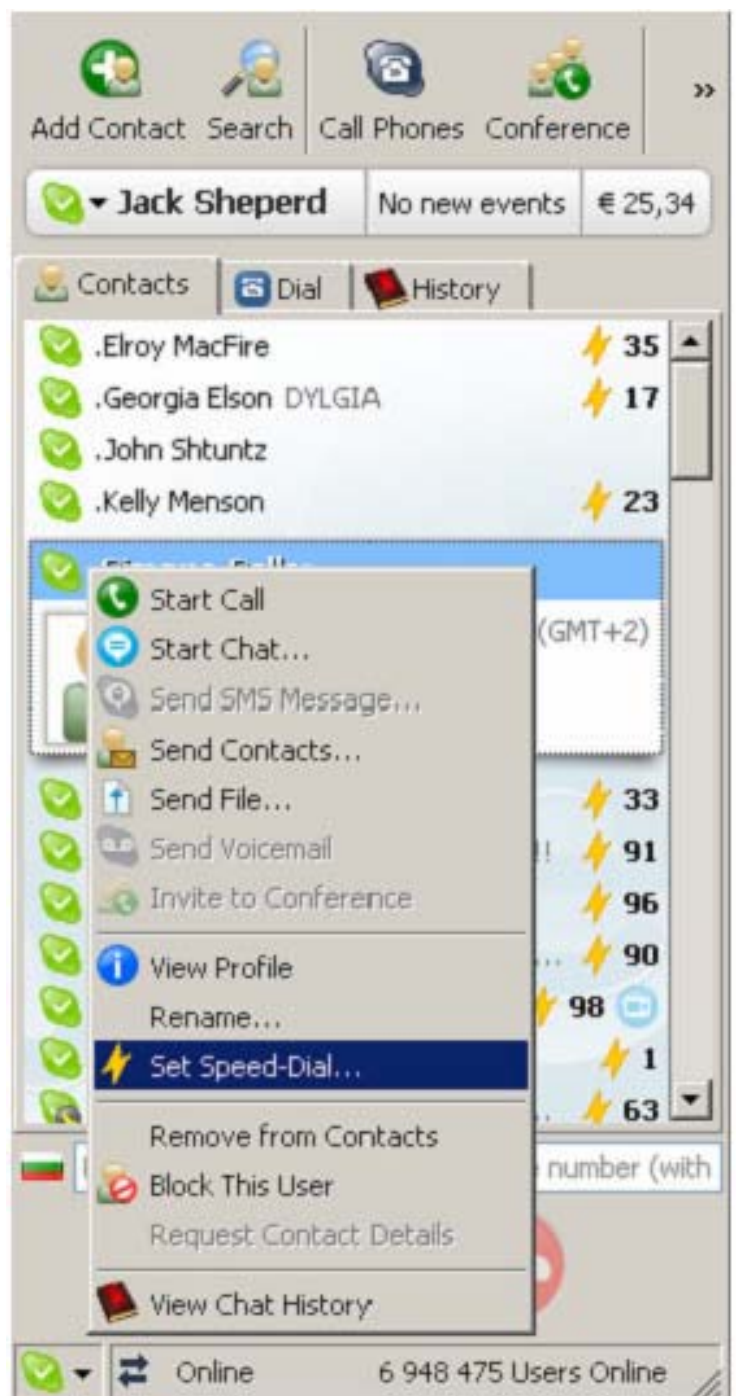 Add Contact Search Call Phones Conference »
Jack Sheperd No new events € 25,34
Contacts Dial History
.Elroy MacFire 35
.Georgia Elson DYLGIA 17
.John Shtuntz
.Kelly Menson 23
Start Call
(GMT+2)
Start Chat...
Send SMS Message...
Send Contacts...
Send File... 33
Send Voicemail !! 91
Invite to Conference 96
View Profile ... 90
Rename... 98
Set Speed-Dial... 1
.. 63
Remove from Contacts
number (with
Block This User
Request Contact Details
View Chat History
Online 6 948 475 Users Online